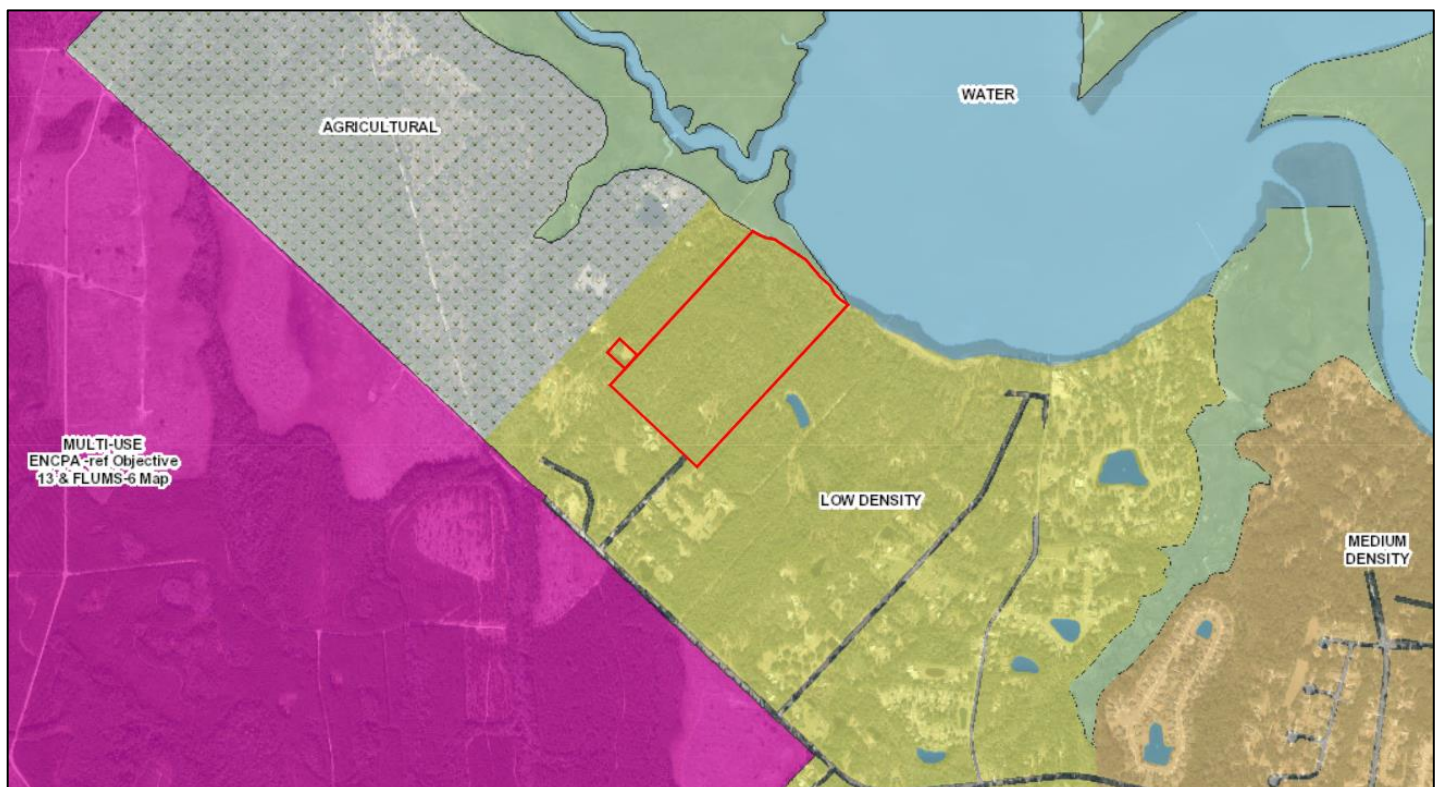 WATER
AGRICULTURAL
MULTI-USE
ENCPA -ref Objective
13 & FLUMS-6 Map
LOW DENSITY
MEDIUM
DENSITY